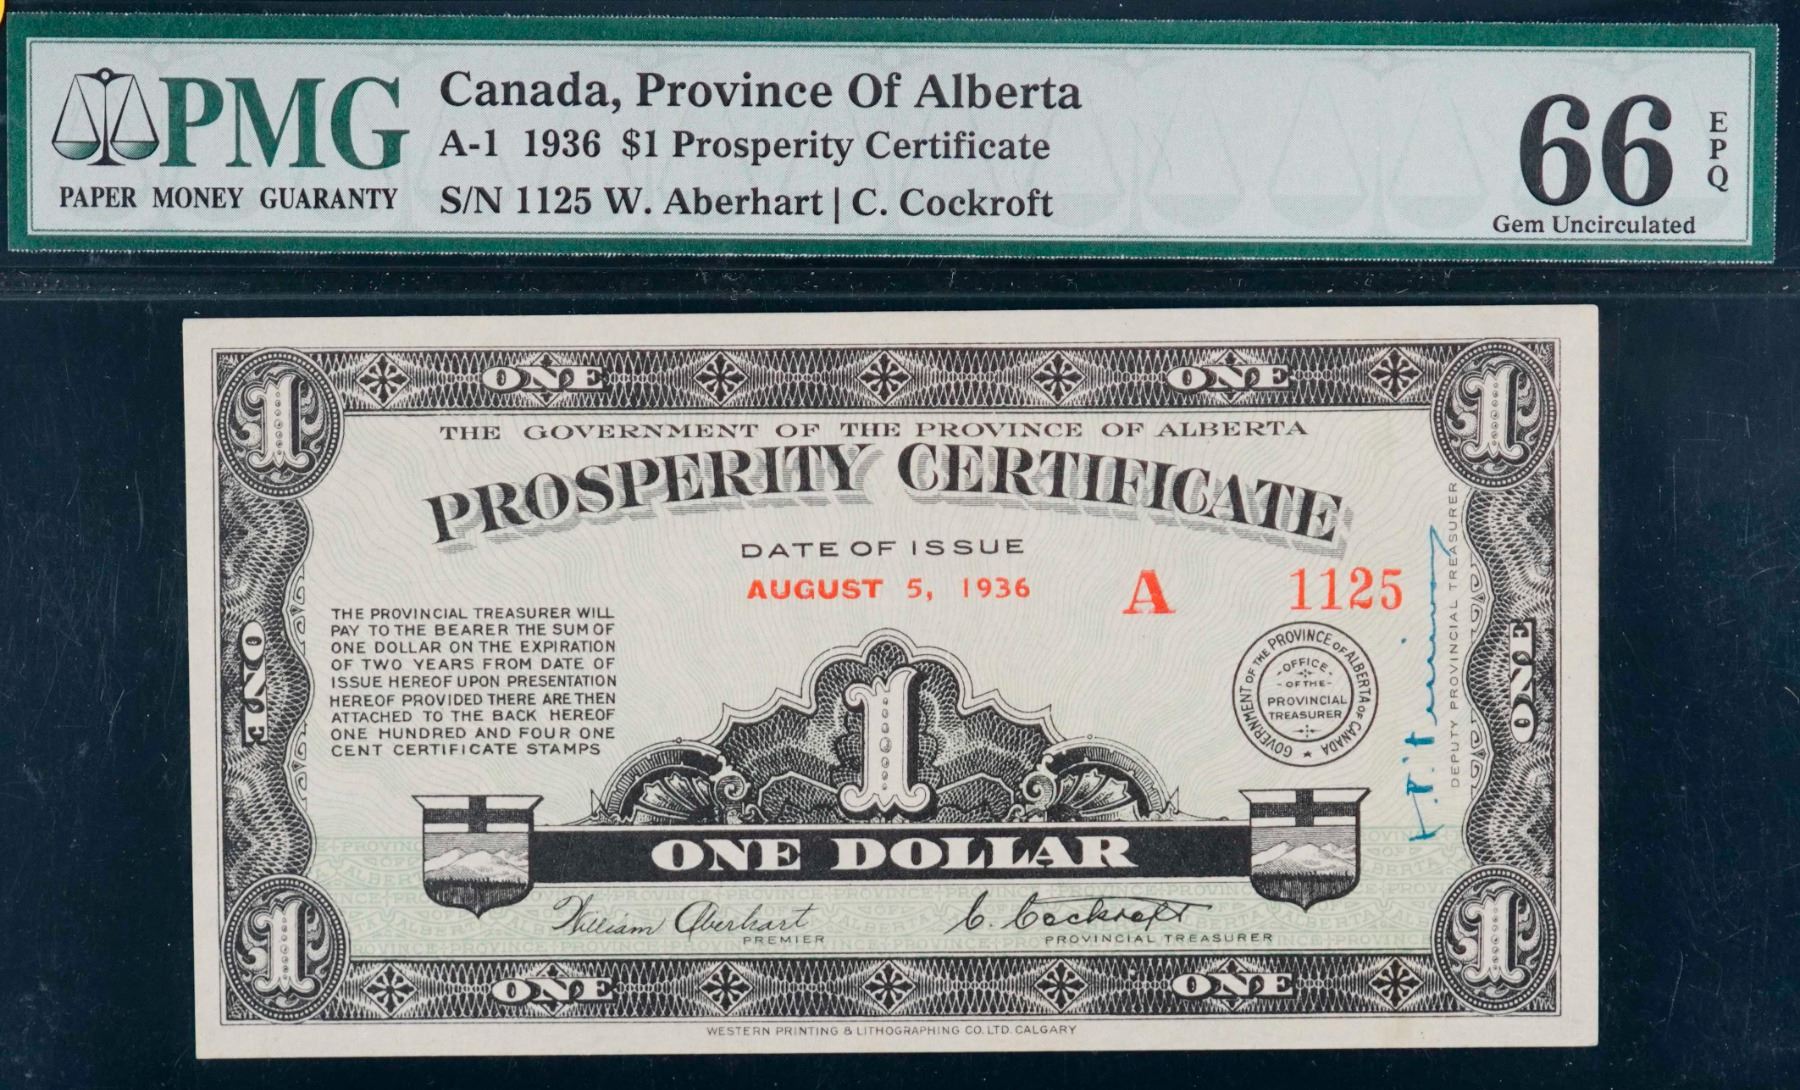 PMG
PAPER MONEY GUARANTY
Canada, Province Of Alberta
A-1 1936 $1 Prosperity Certificate
S/N 1125 W. Aberhart | C. Cockroft
66
EPQ
Gem Uncirculated
1 ONE ONE 1
THE GOVERNMENT OF THE PROVINCE OF ALBERTA
PROSPERITY CERTIFICATE
DATE OF ISSUE
AUGUST 5, 1936
A 1125
THE PROVINCIAL TREASURER WILL
PAY TO THE BEARER THE SUM OF
ONE DOLLAR ON THE EXPIRATION
OF TWO YEARS FROM DATE OF
ISSUE HEREOF UPON PRESENTATION
HEREOF PROVIDED THERE ARE THEN
ATTACHED TO THE BACK HEREOF
ONE HUNDRED AND FOUR ONE
CENT CERTIFICATE STAMPS
ONE
1
GOVERNMENT OF THE PROVINCE OF ALBERTA OF CANADA
OFFICE
OF THE
PROVINCIAL
TREASURER
DEPUTY PROVINCIAL TREASURER
ONE
ONE DOLLAR
William Aberhart
PREMIER
C. Cockroft
PROVINCIAL TREASURER
1 ONE ONE 1
WESTERN PRINTING & LITHOGRAPHING CO. LTD. CALGARY